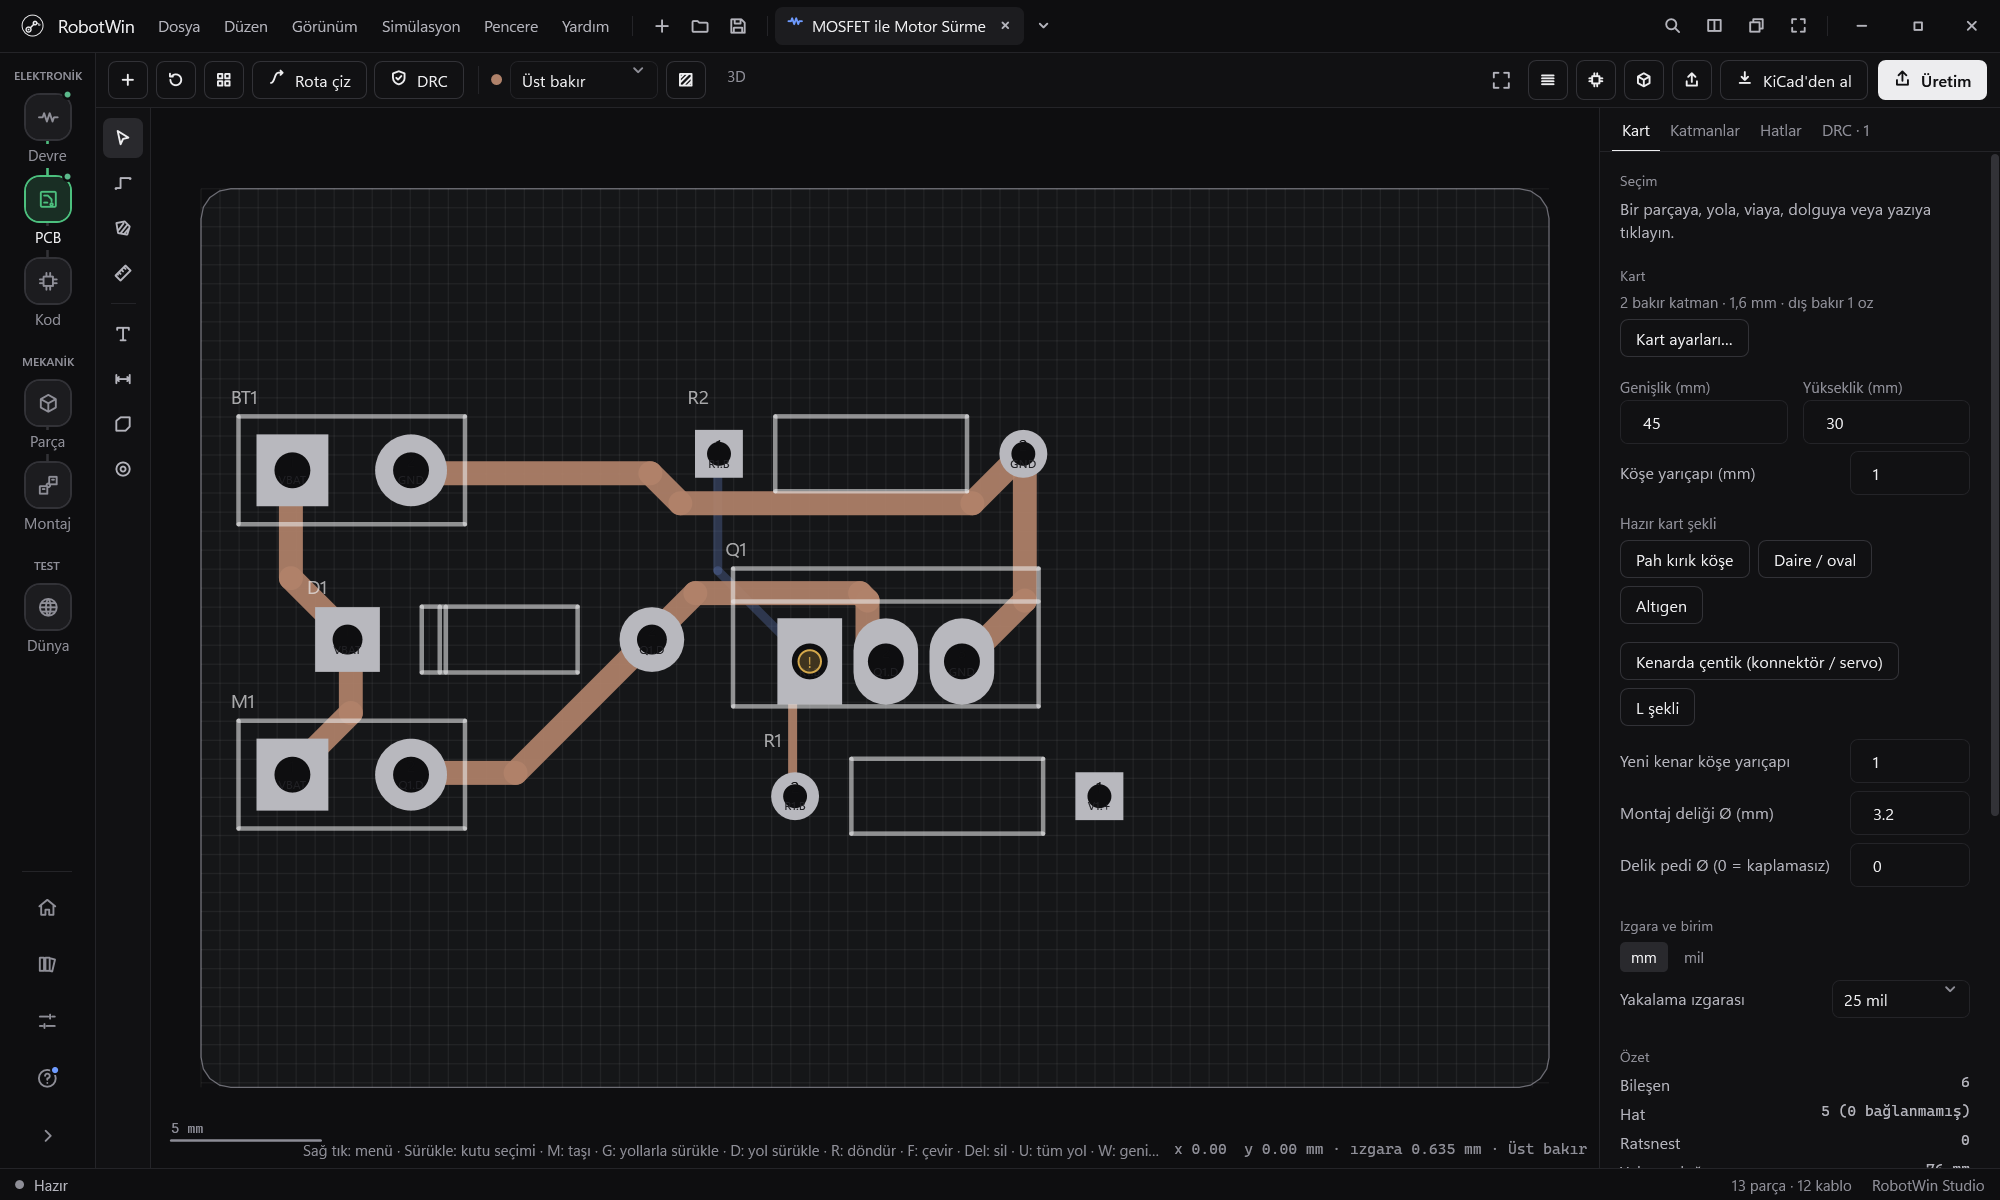 RobotWin Dosya Düzen Görünüm Simülasyon Pencere Yardım MOSFET ile Motor Sürme
ELEKTRONİK
Devre
PCB
Kod
MEKANİK
Parça
Montaj
TEST
Dünya
Rota çiz DRC Üst bakır 3D KiCad'den al Üretim
BT1
R2
GND
Q1
D1
M1
R1
5 mm
Sağ tık: menü · Sürükle: kutu seçimi · M: taşı · G: yollarla sürükle · D: yol sürükle · R: döndür · F: çevir · Del: sil · U: tüm yol · W: geni... x 0.00 y 0.00 mm · ızgara 0.635 mm · Üst bakır
Kart Katmanlar Hatlar DRC · 1
Seçim
Bir parçaya, yola, viaya, dolguya veya yazıya
tıklayın.
Kart
2 bakır katman · 1,6 mm · dış bakır 1 oz
Kart ayarları...
Genişlik (mm) Yükseklik (mm)
45 30
Köşe yarıçapı (mm) 1
Hazır kart şekli
Pah kırık köşe Daire / oval
Altıgen
Kenarda çentik (konnektör / servo)
L şekli
Yeni kenar köşe yarıçapı 1
Montaj deliği Ø (mm) 3.2
Delik pedi Ø (0 = kaplamasız) 0
Izgara ve birim
mm mil
Yakalama ızgarası 25 mil
Özet
Bileşen 6
Hat 5 (0 bağlanmamış)
Ratsnest 0
Hazır 13 parça · 12 kablo RobotWin Studio